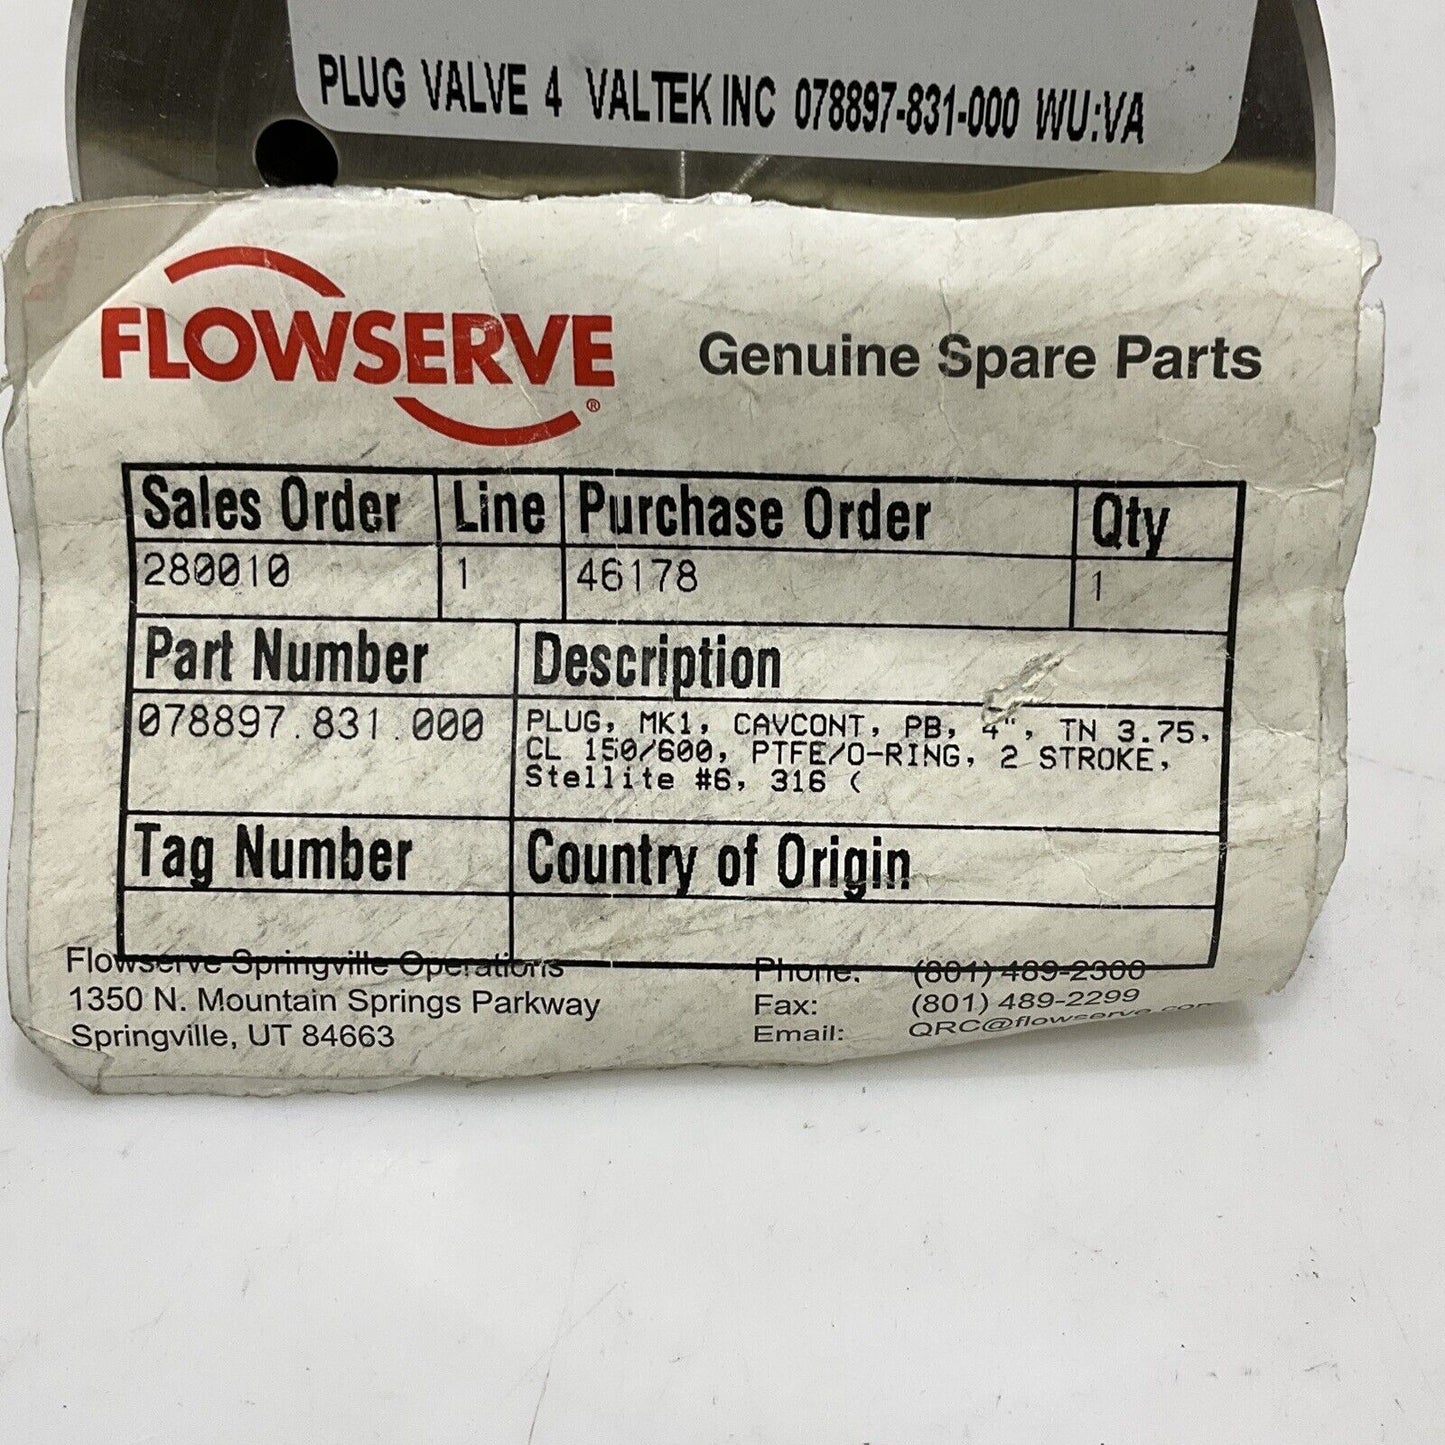 PLUG VALVE 4 VALTEK INC 078897-831-000 WU:VA
FLOWSERVE ®
Genuine Spare Parts
Sales Order Line Purchase Order Qty
280010 1 46178 1
Part Number Description
078897.831.000 PLUG, MK1, CAVCONT, PB, 4", TN 3.75,
CL 150/600, PTFE/O-RING, 2 STROKE,
Stellite #6, 316 (
Tag Number Country of Origin
Flowserve Springville Operations Phone: (801) 489-2300
1350 N. Mountain Springs Parkway Fax: (801) 489-2299
Springville, UT 84663 Email: QRC@flowserve.com